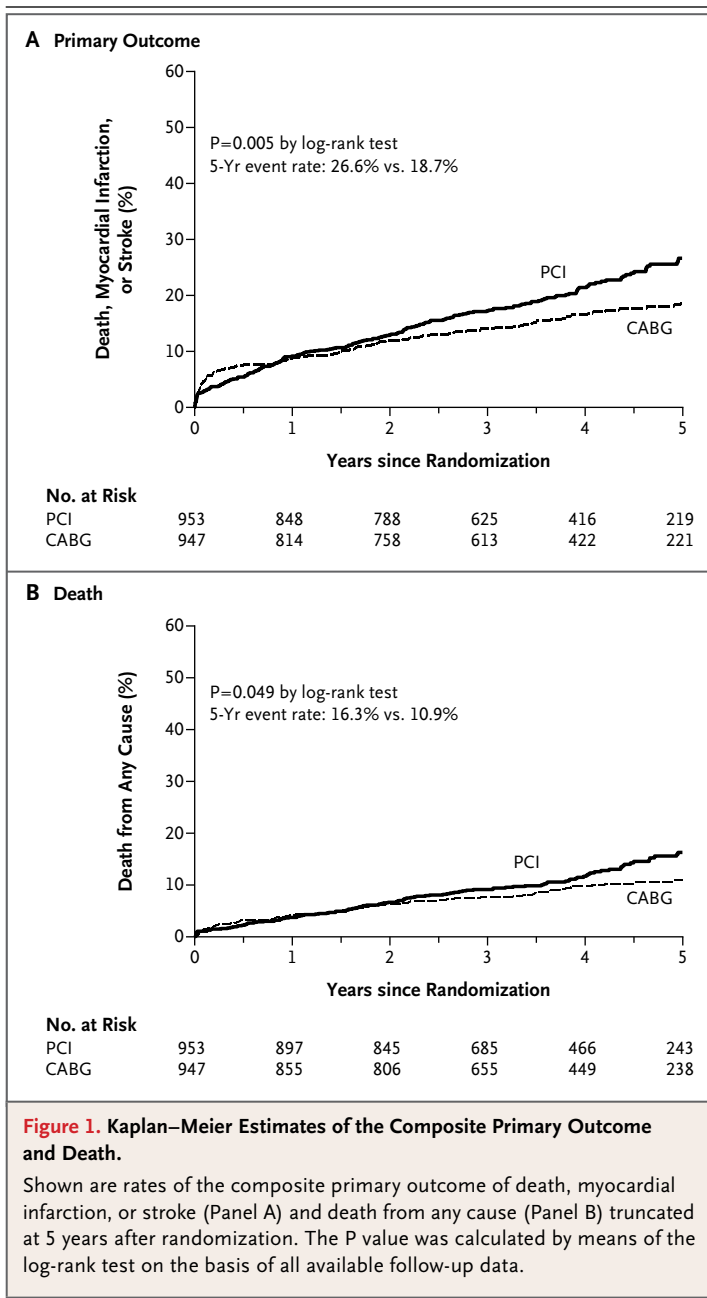 A Primary Outcome
Death, Myocardial Infarction,
or Stroke (%)
60
50
40
30
20
10
0
P=0.005 by log-rank test
5-Yr event rate: 26.6% vs. 18.7%
PCI
CABG
0 1 2 3 4 5
Years since Randomization
No. at Risk
PCI 953 848 788 625 416 219
CABG 947 814 758 613 422 221
B Death
Death from Any Cause (%)
60
50
40
30
20
10
0
P=0.049 by log-rank test
5-Yr event rate: 16.3% vs. 10.9%
PCI
CABG
0 1 2 3 4 5
Years since Randomization
No. at Risk
PCI 953 897 845 685 466 243
CABG 947 855 806 655 449 238
Figure 1. Kaplan–Meier Estimates of the Composite Primary Outcome
and Death.
Shown are rates of the composite primary outcome of death, myocardial
infarction, or stroke (Panel A) and death from any cause (Panel B) truncated
at 5 years after randomization. The P value was calculated by means of the
log-rank test on the basis of all available follow-up data.